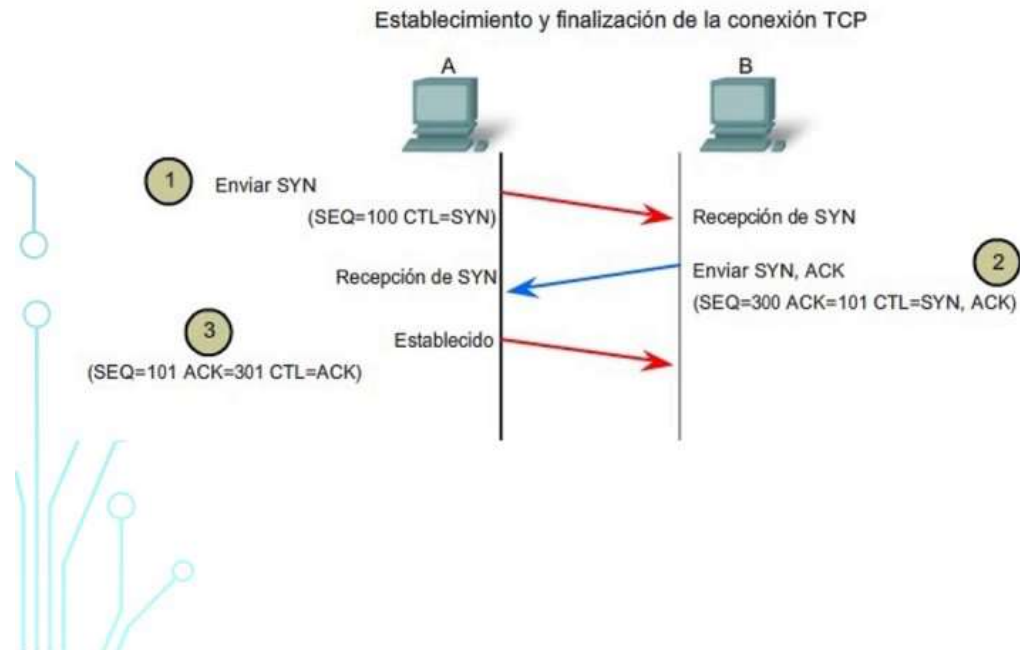 Establecimiento y finalización de la conexión TCP
A
B
1
Enviar SYN
(SEQ=100 CTL=SYN)
Recepción de SYN
Enviar SYN, ACK
2
(SEQ=300 ACK=101 CTL=SYN, ACK)
Recepción de SYN
3
Establecido
(SEQ=101 ACK=301 CTL=ACK)